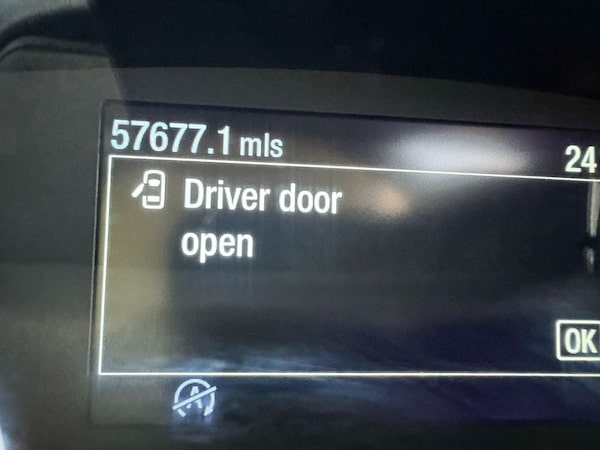 57677.1 mls 24
Driver door
open
OK
A